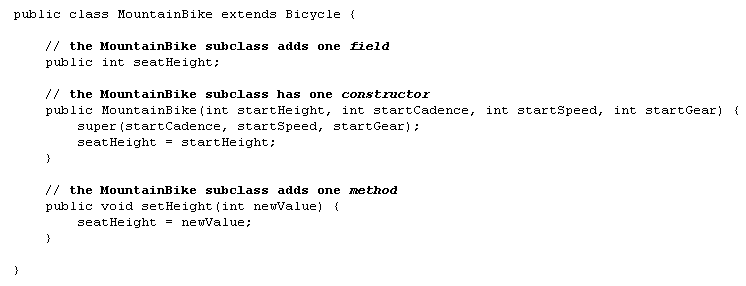 public class MountainBike extends Bicycle {
// the MountainBike subclass adds one field
public int seatHeight;
// the MountainBike subclass has one constructor
public MountainBike(int startHeight, int startCadence, int startSpeed, int startGear) {
super(startCadence, startSpeed, startGear);
seatHeight = startHeight;
}
// the MountainBike subclass adds one method
public void setHeight(int newValue) {
seatHeight = newValue;
}
}